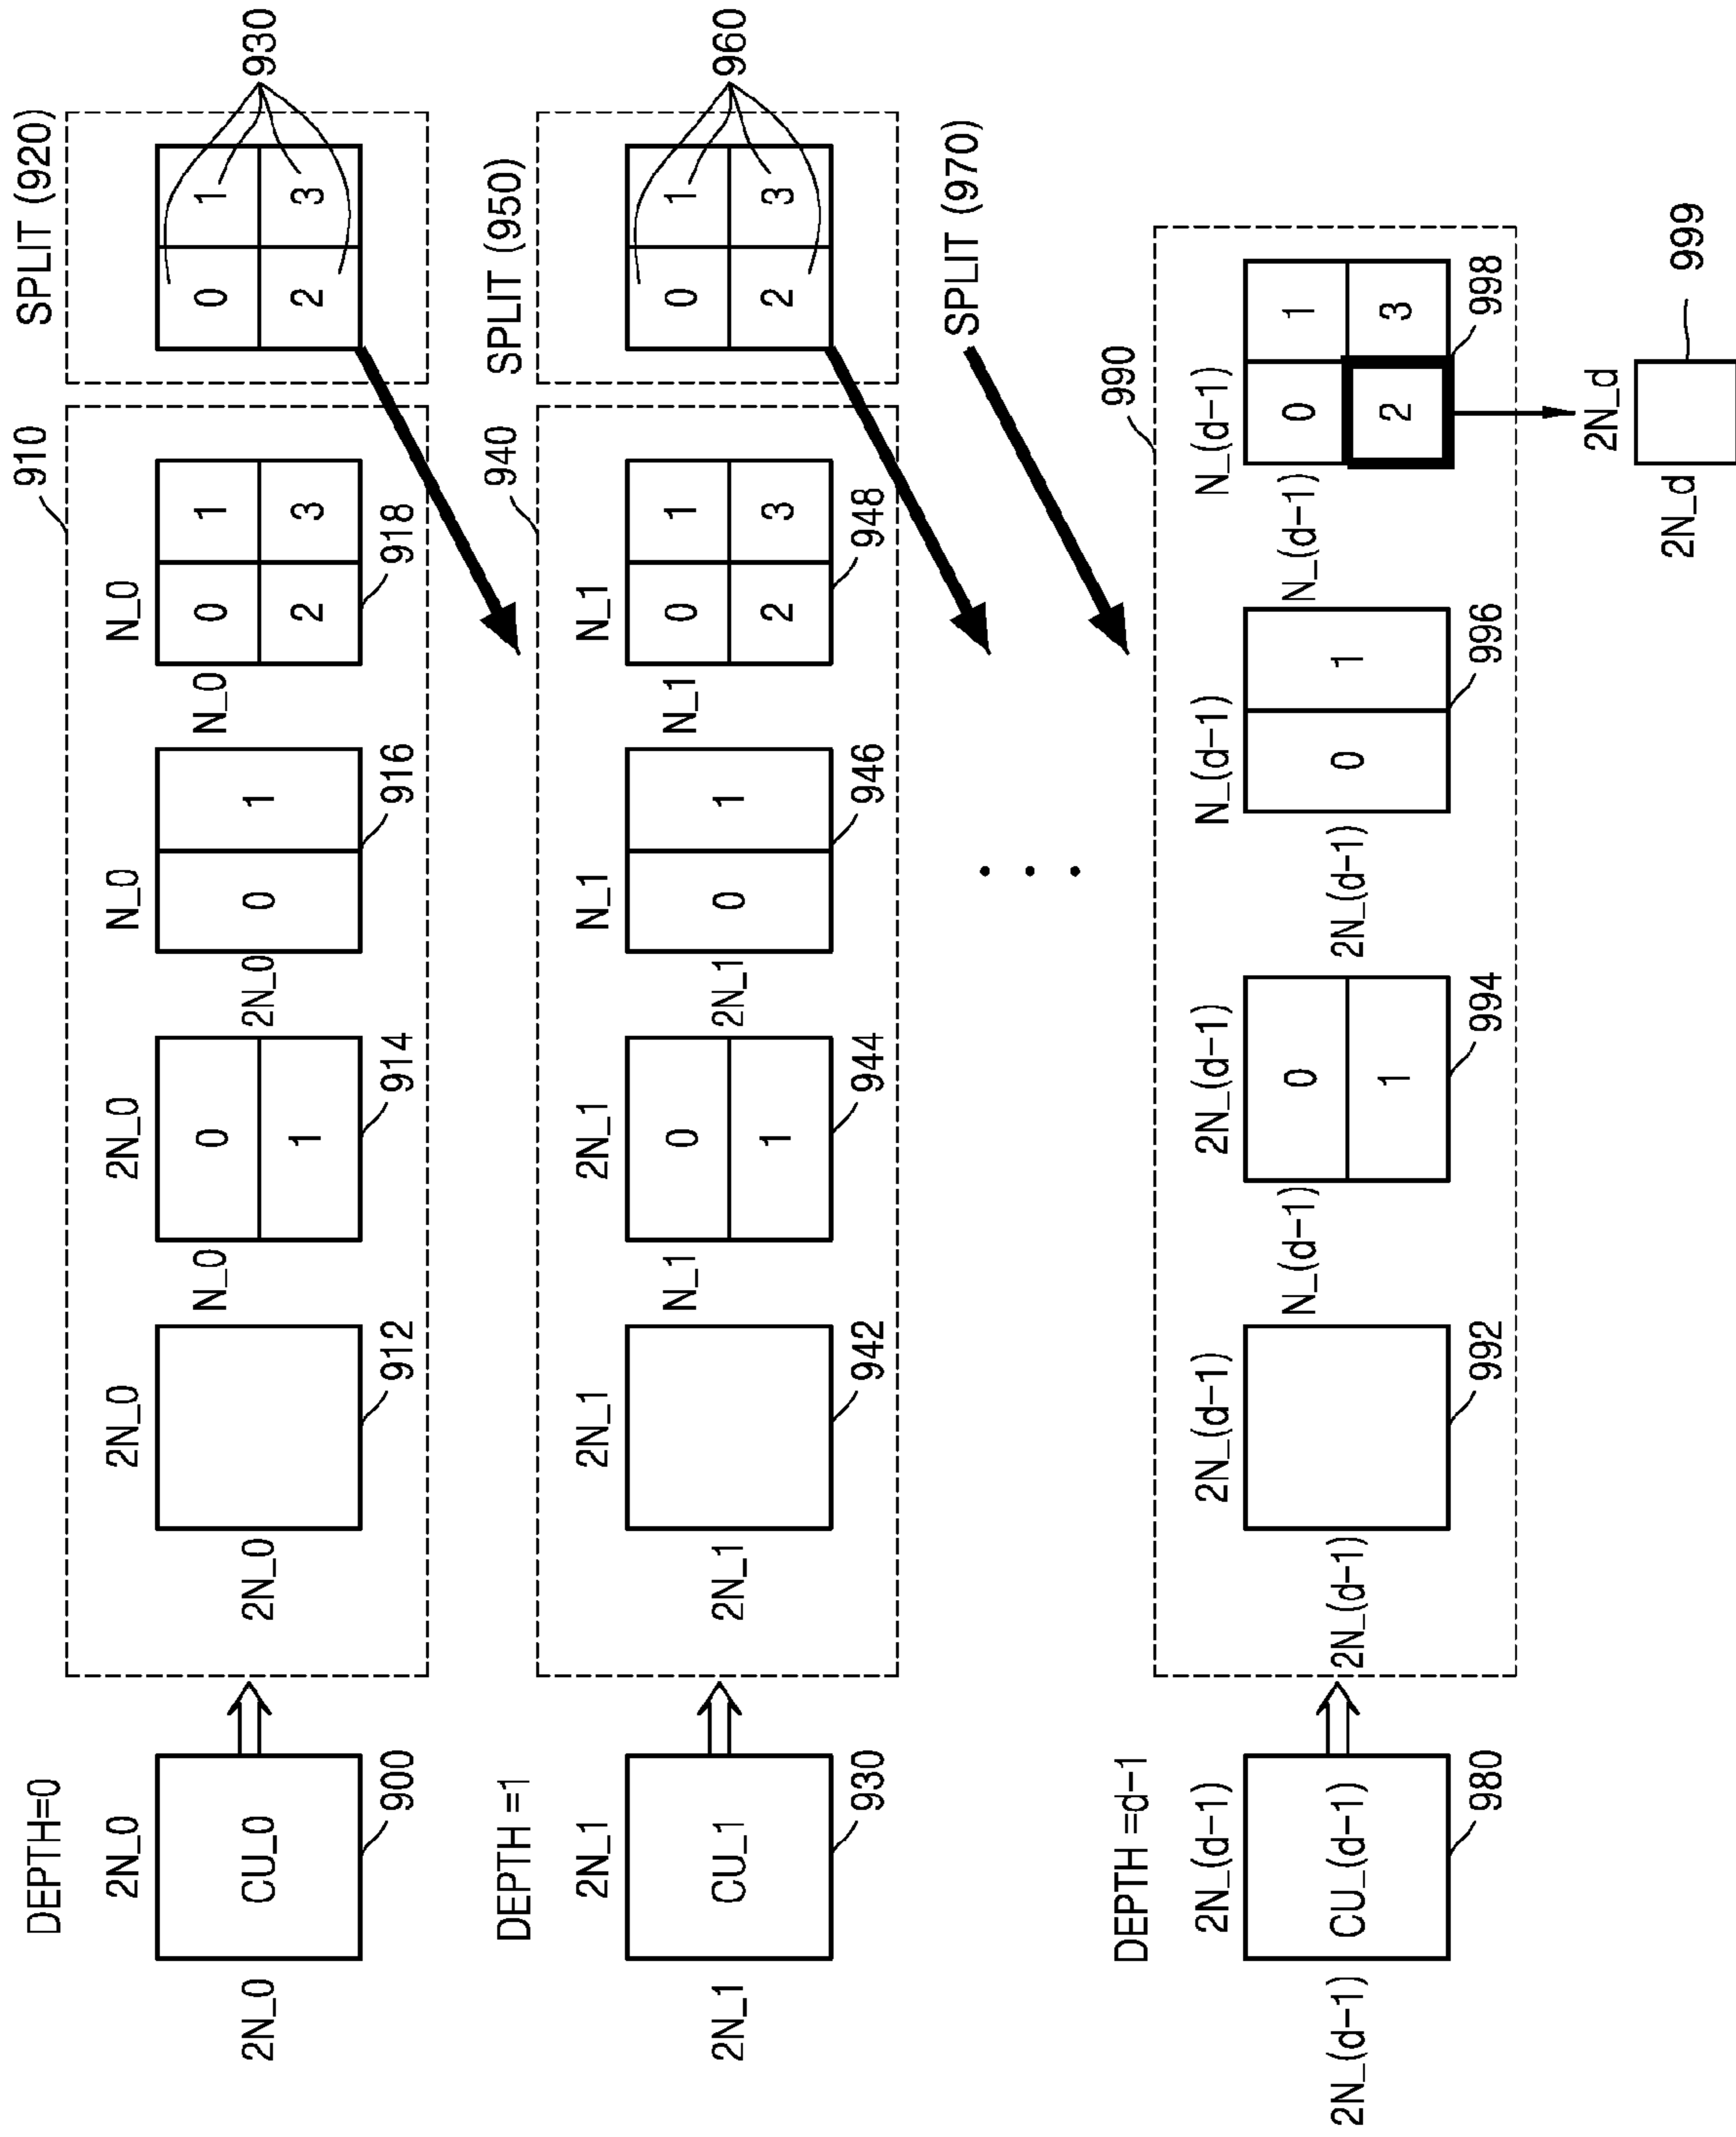 DEPTH=0
2N_0
2N_0
CU_0
900
910
2N_0
2N_0
912
2N_0
N_0
0
1
914
N_0
2N_0
0
1
916
N_0
N_0
0
1
2
3
918
SPLIT (920)
0
1
2
3
930
DEPTH =1
2N_1
2N_1
CU_1
930
940
2N_1
2N_1
942
2N_1
N_1
0
1
944
N_1
2N_1
0
1
946
N_1
N_1
0
1
2
3
948
SPLIT (950)
0
1
2
3
960
SPLIT (970)
DEPTH =d-1
2N_(d-1)
2N_(d-1)
CU_(d-1)
980
990
2N_(d-1)
2N_(d-1)
992
2N_(d-1)
N_(d-1)
0
1
994
N_(d-1)
2N_(d-1)
0
1
996
N_(d-1)
N_(d-1)
0
1
2
3
998
2N_d
2N_d
999